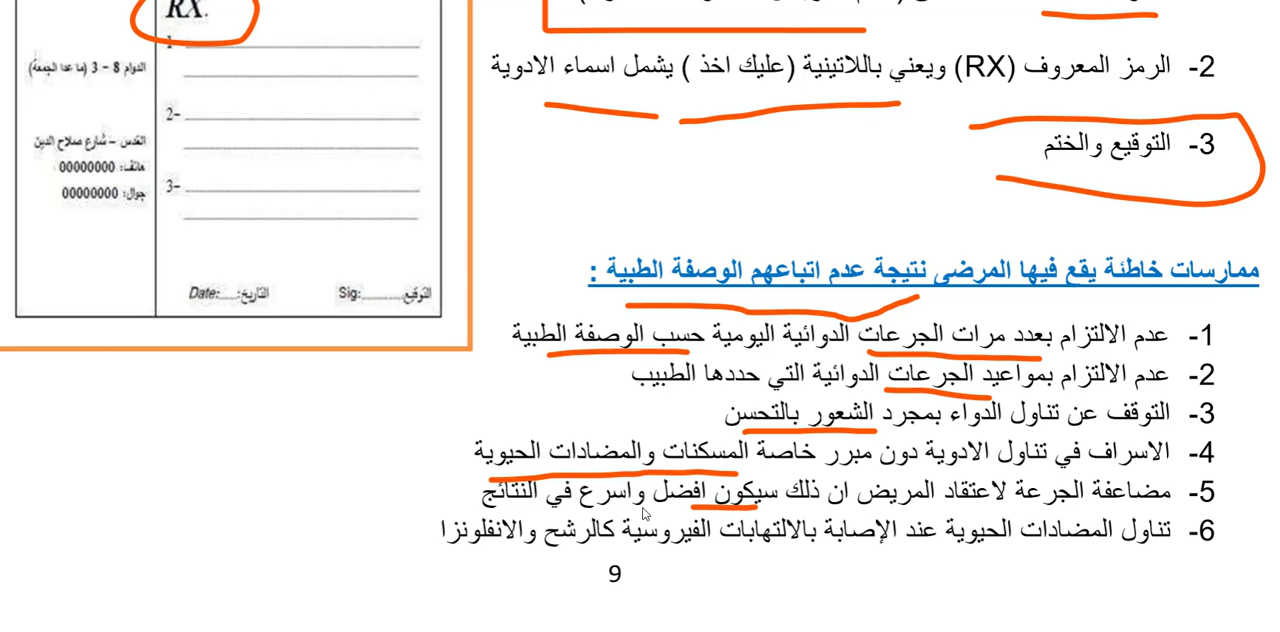 2- الرمز المعروف (RX) ويعني باللاتينية (عليك اخذ ) يشمل اسماء الادوية
3- التوقيع والختم
ممارسات خاطئة يقع فيها المرضى نتيجة عدم اتباعهم الوصفة الطبية :
1- عدم الالتزام بعدد مرات الجرعات الدوائية اليومية حسب الوصفة الطبية
2- عدم الالتزام بمواعيد الجرعات الدوائية التي حددها الطبيب
3- التوقف عن تناول الدواء بمجرد الشعور بالتحسن
4- الاسراف في تناول الادوية دون مبرر خاصة المسكنات والمضادات الحيوية
5- مضاعفة الجرعة لاعتقاد المريض ان ذلك سيكون افضل واسرع في النتائج
6- تناول المضادات الحيوية عند الإصابة بالالتهابات الفيروسية كالرشح والانفلونزا
9
RX.
1-
2-
3-
Date:___:التاريخ
Sig:______التوقيع
الدوام 8 – 3 (ما عدا الجمعة)
القدس – شارع صلاح الدين
هاتف: 00000000
جوال: 00000000